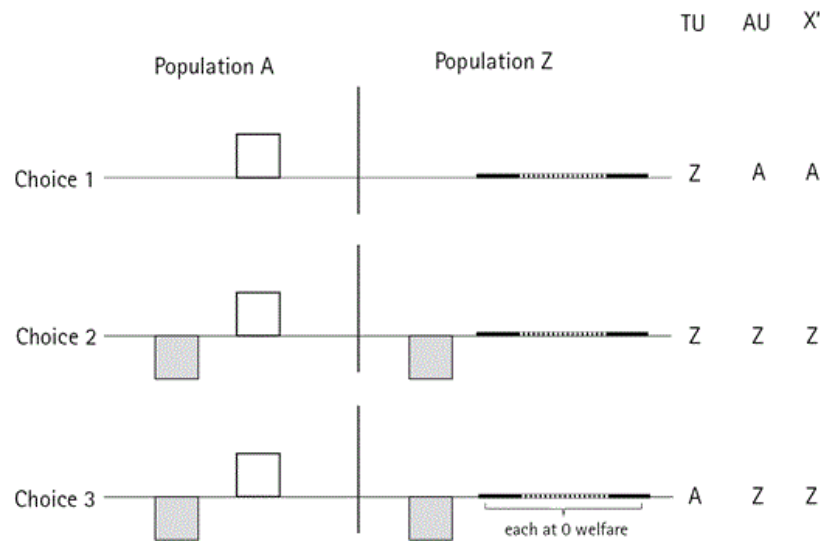 TU AU X'
Population A Population Z
Choice 1 Z A A
Choice 2 Z Z Z
Choice 3 A Z Z
each at 0 welfare